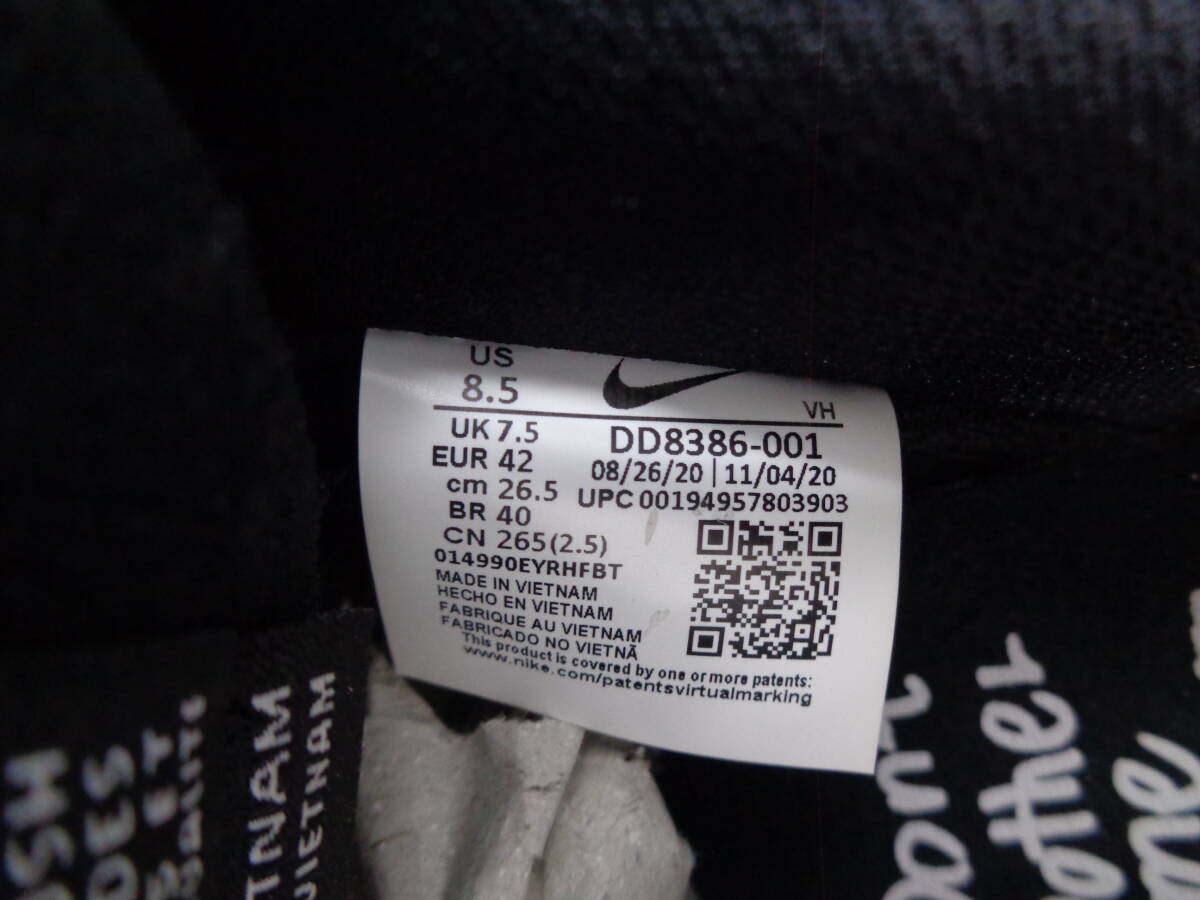 US
8.5
VH
UK 7.5
DD8386-001
EUR 42
08/26/20 | 11/04/20
cm 26.5
UPC 00194957803903
BR 40
CN 265(2.5)
014990EYRHFBT
MADE IN VIETNAM
HECHO EN VIETNAM
FABRIQUE AU VIETNAM
FABRICADO NO VIETNÃ
This product is covered by one or more patents:
www.nike.com/patentsvirtualmarking
TNAM
VIETNAM